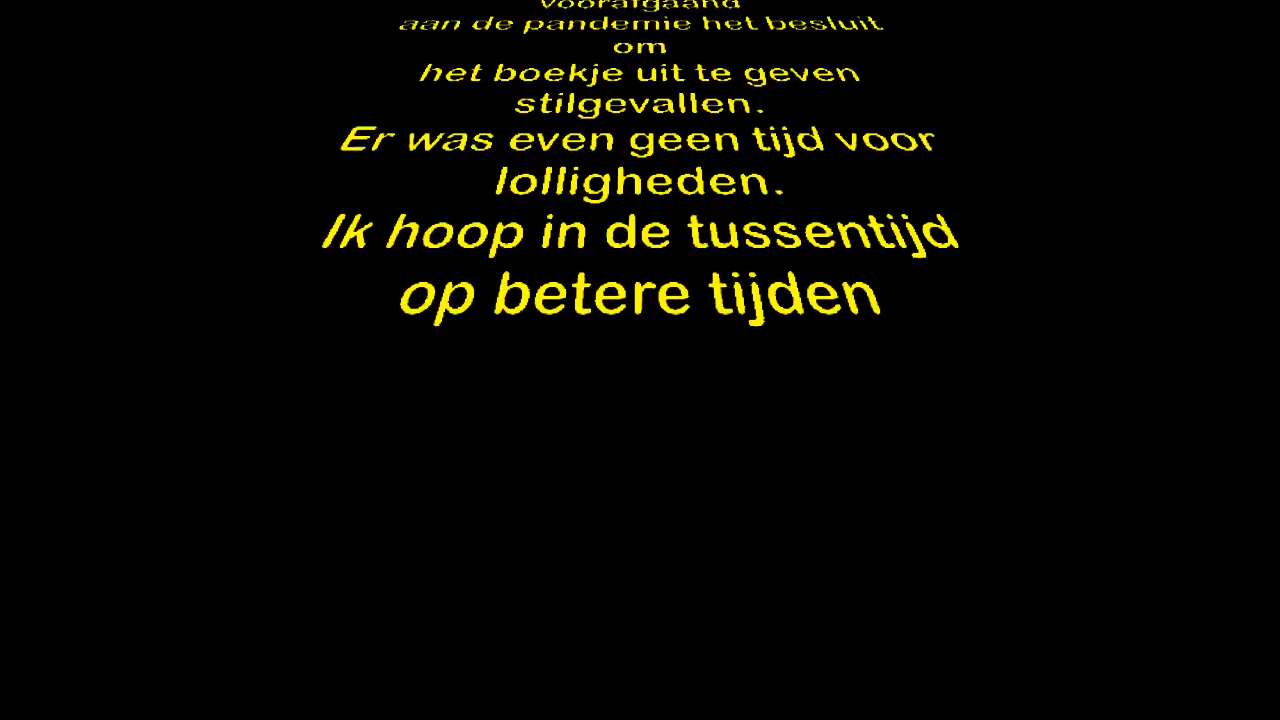 voorafgaand
aan de pandemie het besluit
om
het boekje uit te geven
stilgevallen.
Er was even geen tijd voor
lolligheden.
Ik hoop in de tussentijd
op betere tijden